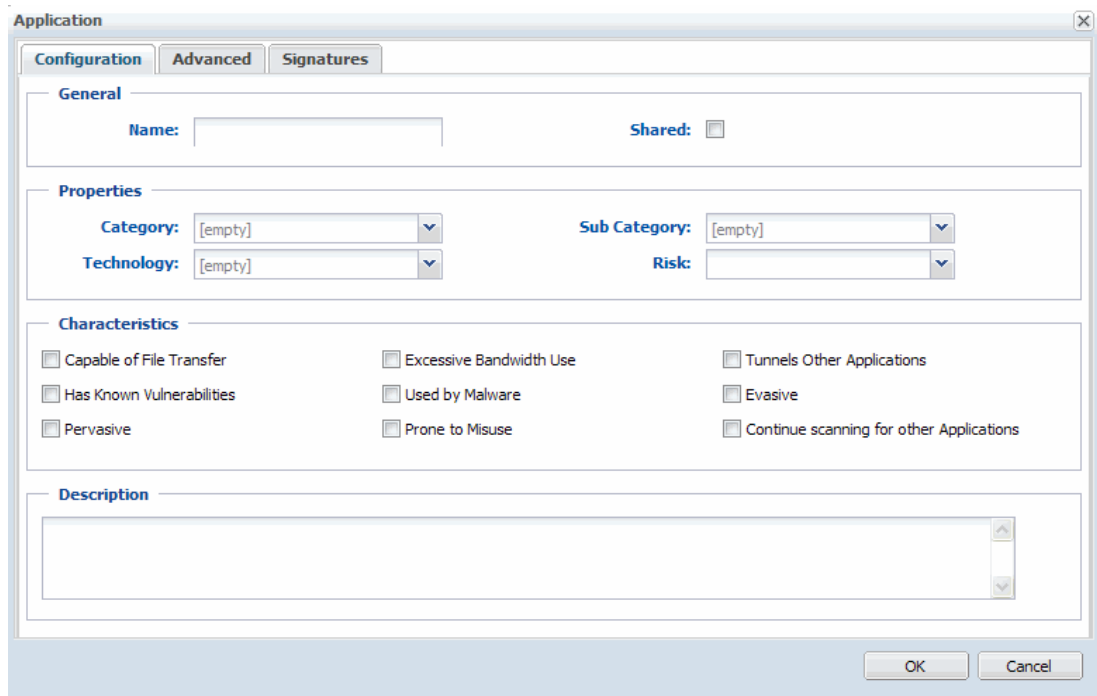 Application
Configuration Advanced Signatures
General
Name: Shared:
Properties
Category: [empty] Sub Category: [empty]
Technology: [empty] Risk:
Characteristics
Capable of File Transfer Excessive Bandwidth Use Tunnels Other Applications
Has Known Vulnerabilities Used by Malware Evasive
Pervasive Prone to Misuse Continue scanning for other Applications
Description
OK Cancel